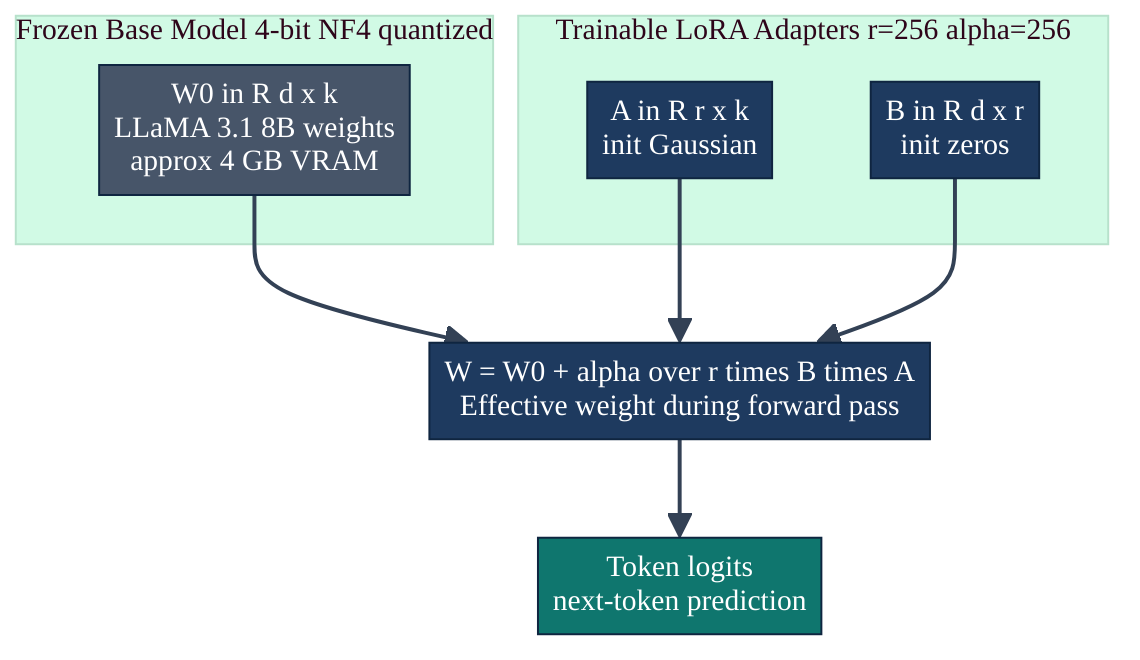 Frozen Base Model 4-bit NF4 quantized
W0 in R d x k
LLaMA 3.1 8B weights
approx 4 GB VRAM
Trainable LoRA Adapters r=256 alpha=256
A in R r x k
init Gaussian
B in R d x r
init zeros
W = W0 + alpha over r times B times A
Effective weight during forward pass
Token logits
next-token prediction